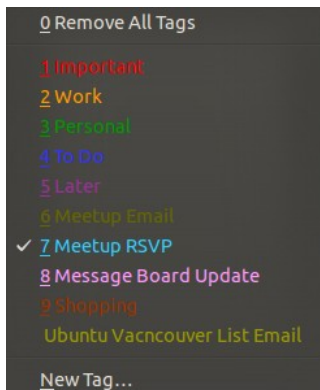 0 Remove All Tags
1 Important
2 Work
3 Personal
4 To Do
5 Later
6 Meetup Email
7 Meetup RSVP
8 Message Board Update
9 Shopping
Ubuntu Vacncouver List Email
New Tag...